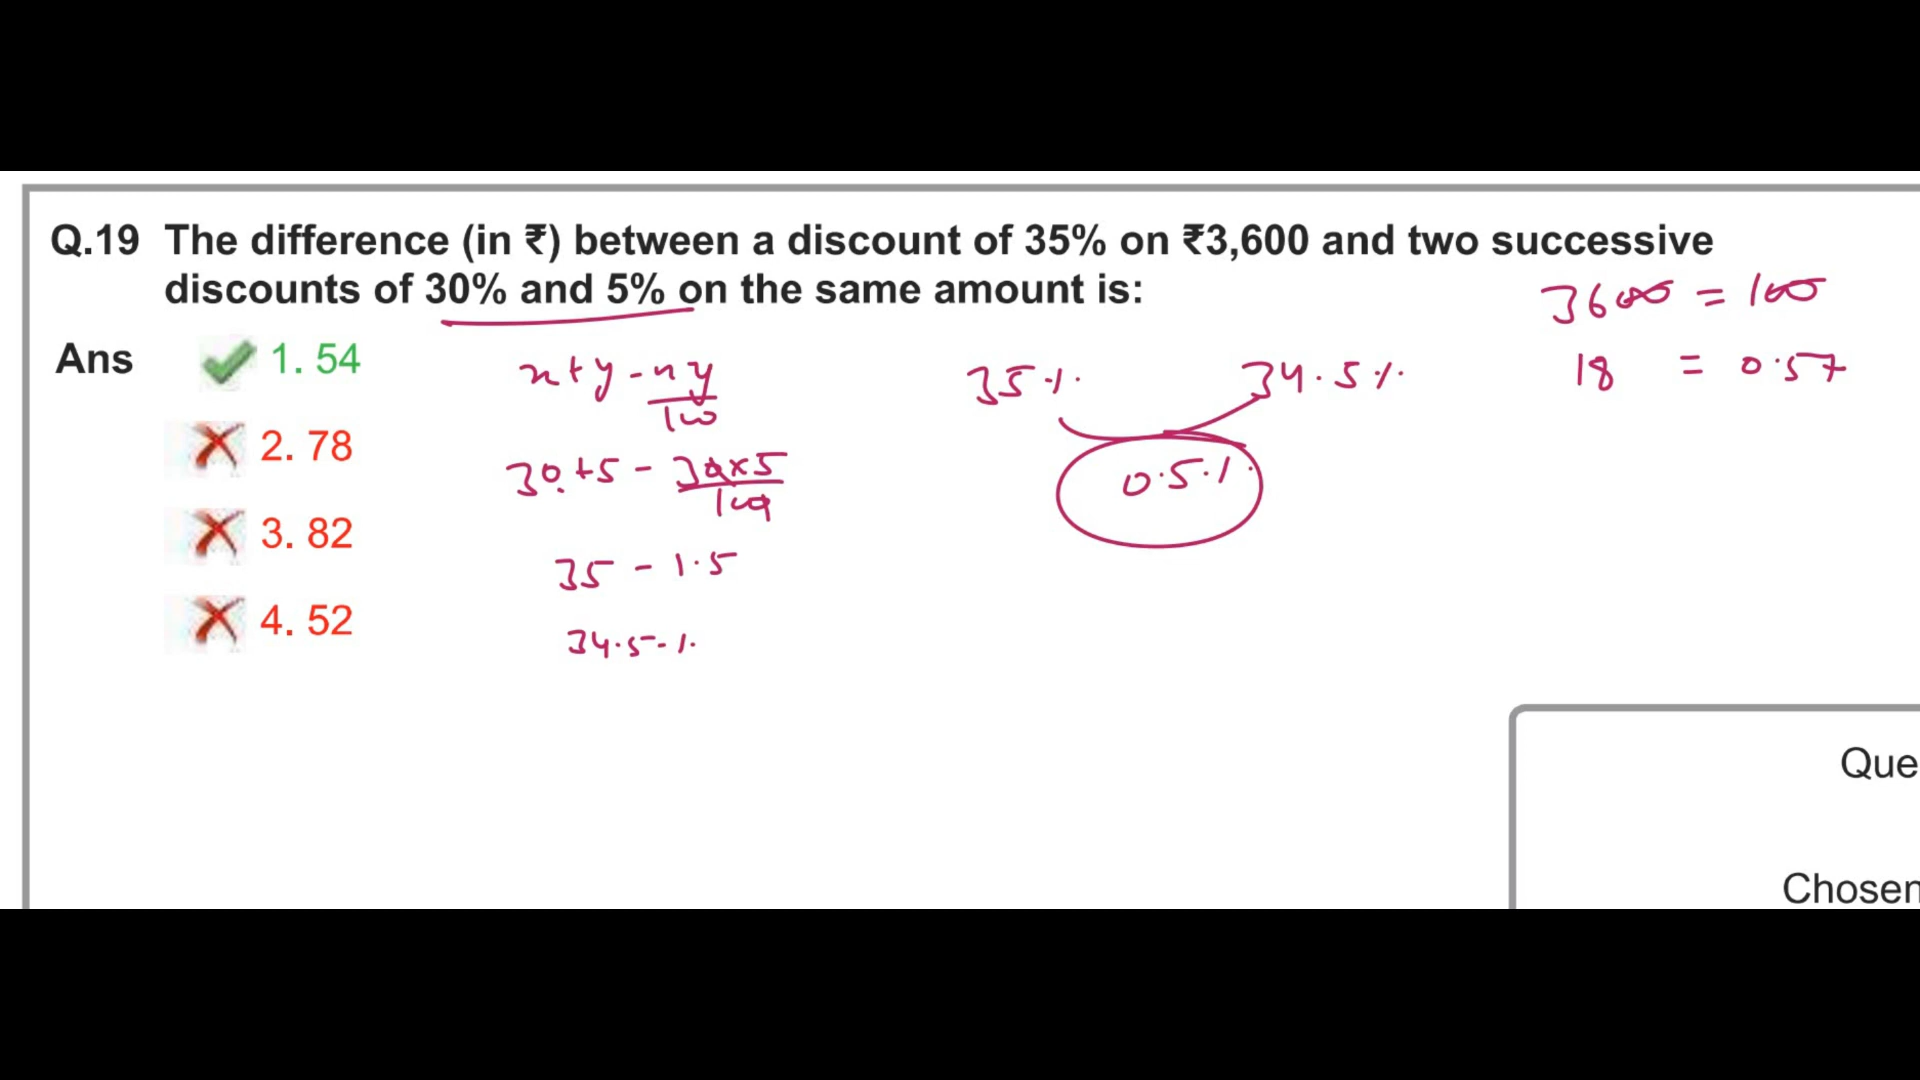 Q.19 The difference (in ₹) between a discount of 35% on ₹3,600 and two successive
discounts of 30% and 5% on the same amount is:
3600 = 100
Ans 1. 54
x+y - xy/100
35%
34.5%
18 = 0.5%
2. 78
30+5 - 30×5/100
0.5%
3. 82
35 - 1.5
4. 52
34.5%
Que
Chosen